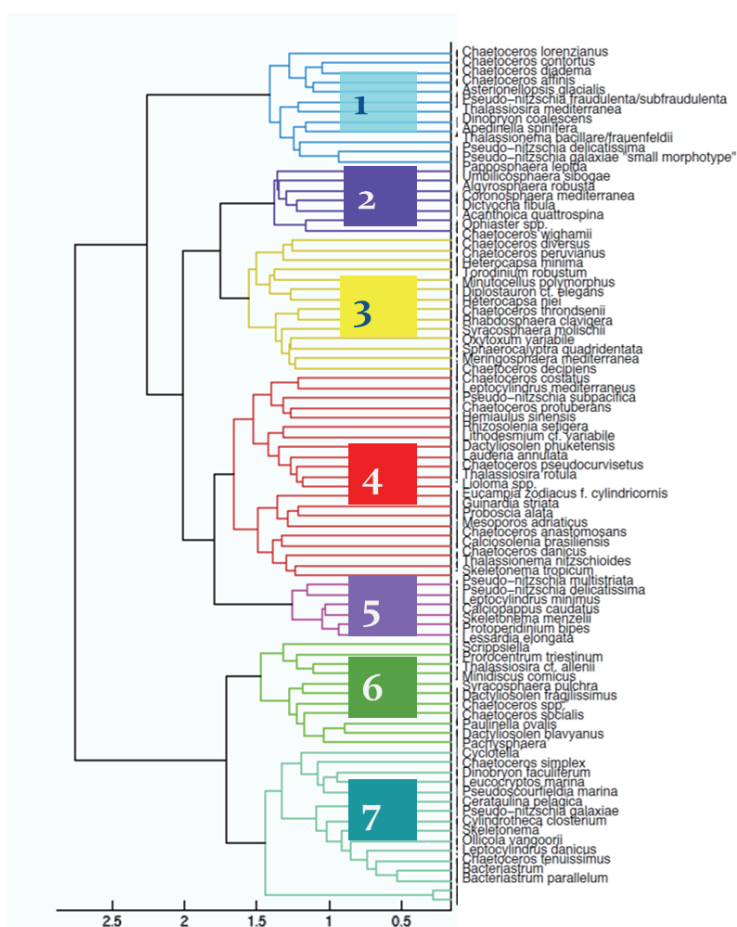 Chaetoceros lorenzianus
Chaetoceros contortus
Chaetoceros diadema
Chaetoceros affinis
Asterionellopsis glacialis
Pseudo-nitzschia fraudulenta/subfraudulenta
Thalassiosira mediterranea
Dinobryon coalescens
Apedinella spinifera
Thalassionema bacillare/frauenfeldii
Pseudo-nitzschia delicatissima
Pseudo-nitzschia galaxiae "small morphotype"
Papposphaera lepida
Umbilicosphaera sibogae
Algyrosphaera robusta
Coronosphaera mediterranea
Dictyocha fibula
Acanthoica quattrospina
Ophiaster spp.
Chaetoceros wighamii
Chaetoceros diversus
Chaetoceros peruvianus
Heterocapsa minima
Torodinium robustum
Minutocellus polymorphus
Diplostauron cf. elegans
Heterocapsa niei
Chaetoceros throndsenii
Rhabdosphaera clavigera
Syracosphaera molischii
Oxytoxum variabile
Sphaerocalyptra quadridentata
Meringosphaera mediterranea
Chaetoceros decipiens
Chaetoceros costatus
Leptocylindrus mediterraneus
Pseudo-nitzschia subpacifica
Chaetoceros protuberans
Hemiaulus sinensis
Rhizosolenia setigera
Lithodesmium cf. variabile
Dactyliosolen phuketensis
Lauderia annulata
Chaetoceros pseudocurvisetus
Thalassiosira rotula
Lioloma spp.
Eucampia zodiacus f. cylindricornis
Guinardia striata
Proboscia alata
Mesoporos adriaticus
Chaetoceros anastomosans
Calciosolenia brasiliensis
Chaetoceros danicus
Thalassionema nitzschioides
Skeletonema tropicum
Pseudo-nitzschia multistriata
Pseudo-nitzschia delicatissima
Leptocylindrus minimus
Calciopappus caudatus
Skeletonema menzelii
Protoperidinium bipes
Lessardia elongata
Scrippsiella
Prorocentrum triestinum
Thalassiosira cf. allenii
Minidiscus comicus
Syracosphaera pulchra
Dactyliosolen fragilissimus
Chaetoceros spp.
Chaetoceros socialis
Paulinella ovalis
Dactyliosolen blavyanus
Pachysphaera
Cyclotella
Chaetoceros simplex
Dinobryon faculiferum
Leucocryptos marina
Pseudoscourfieldia marina
Cerataulina pelagica
Pseudo-nitzschia galaxiae
Cylindrotheca closterium
Skeletonema
Ollicola vangoorii
Leptocylindrus danicus
Chaetoceros tenuissimus
Bacteriastrum
Bacteriastrum parallelum
1
2
3
4
5
6
7
2.5 2 1.5 1 0.5